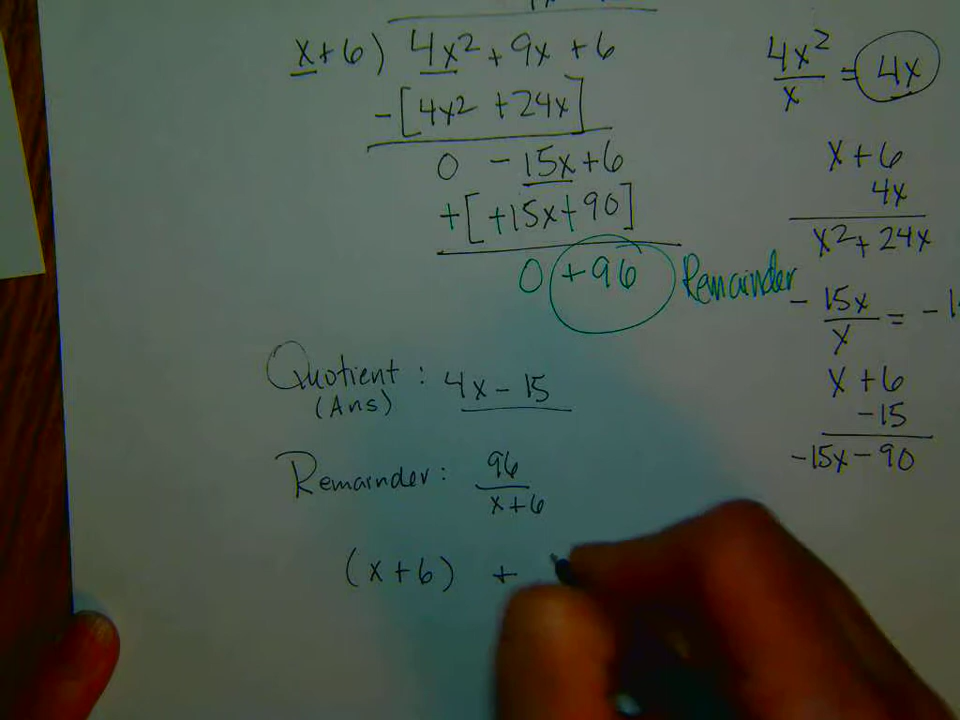 x+6) 4x² + 9x + 6
-[4x² + 24x]
0 - 15x + 6
+[+15x + 90]
0 + 96 Remainder
Quotient : 4x - 15
(Ans)
Remainder : 96/x+6
(x+6) +
4x²/x = 4x
x+6
4x
x² + 24x
-15x/x = -1
x+6
-15
-15x - 90